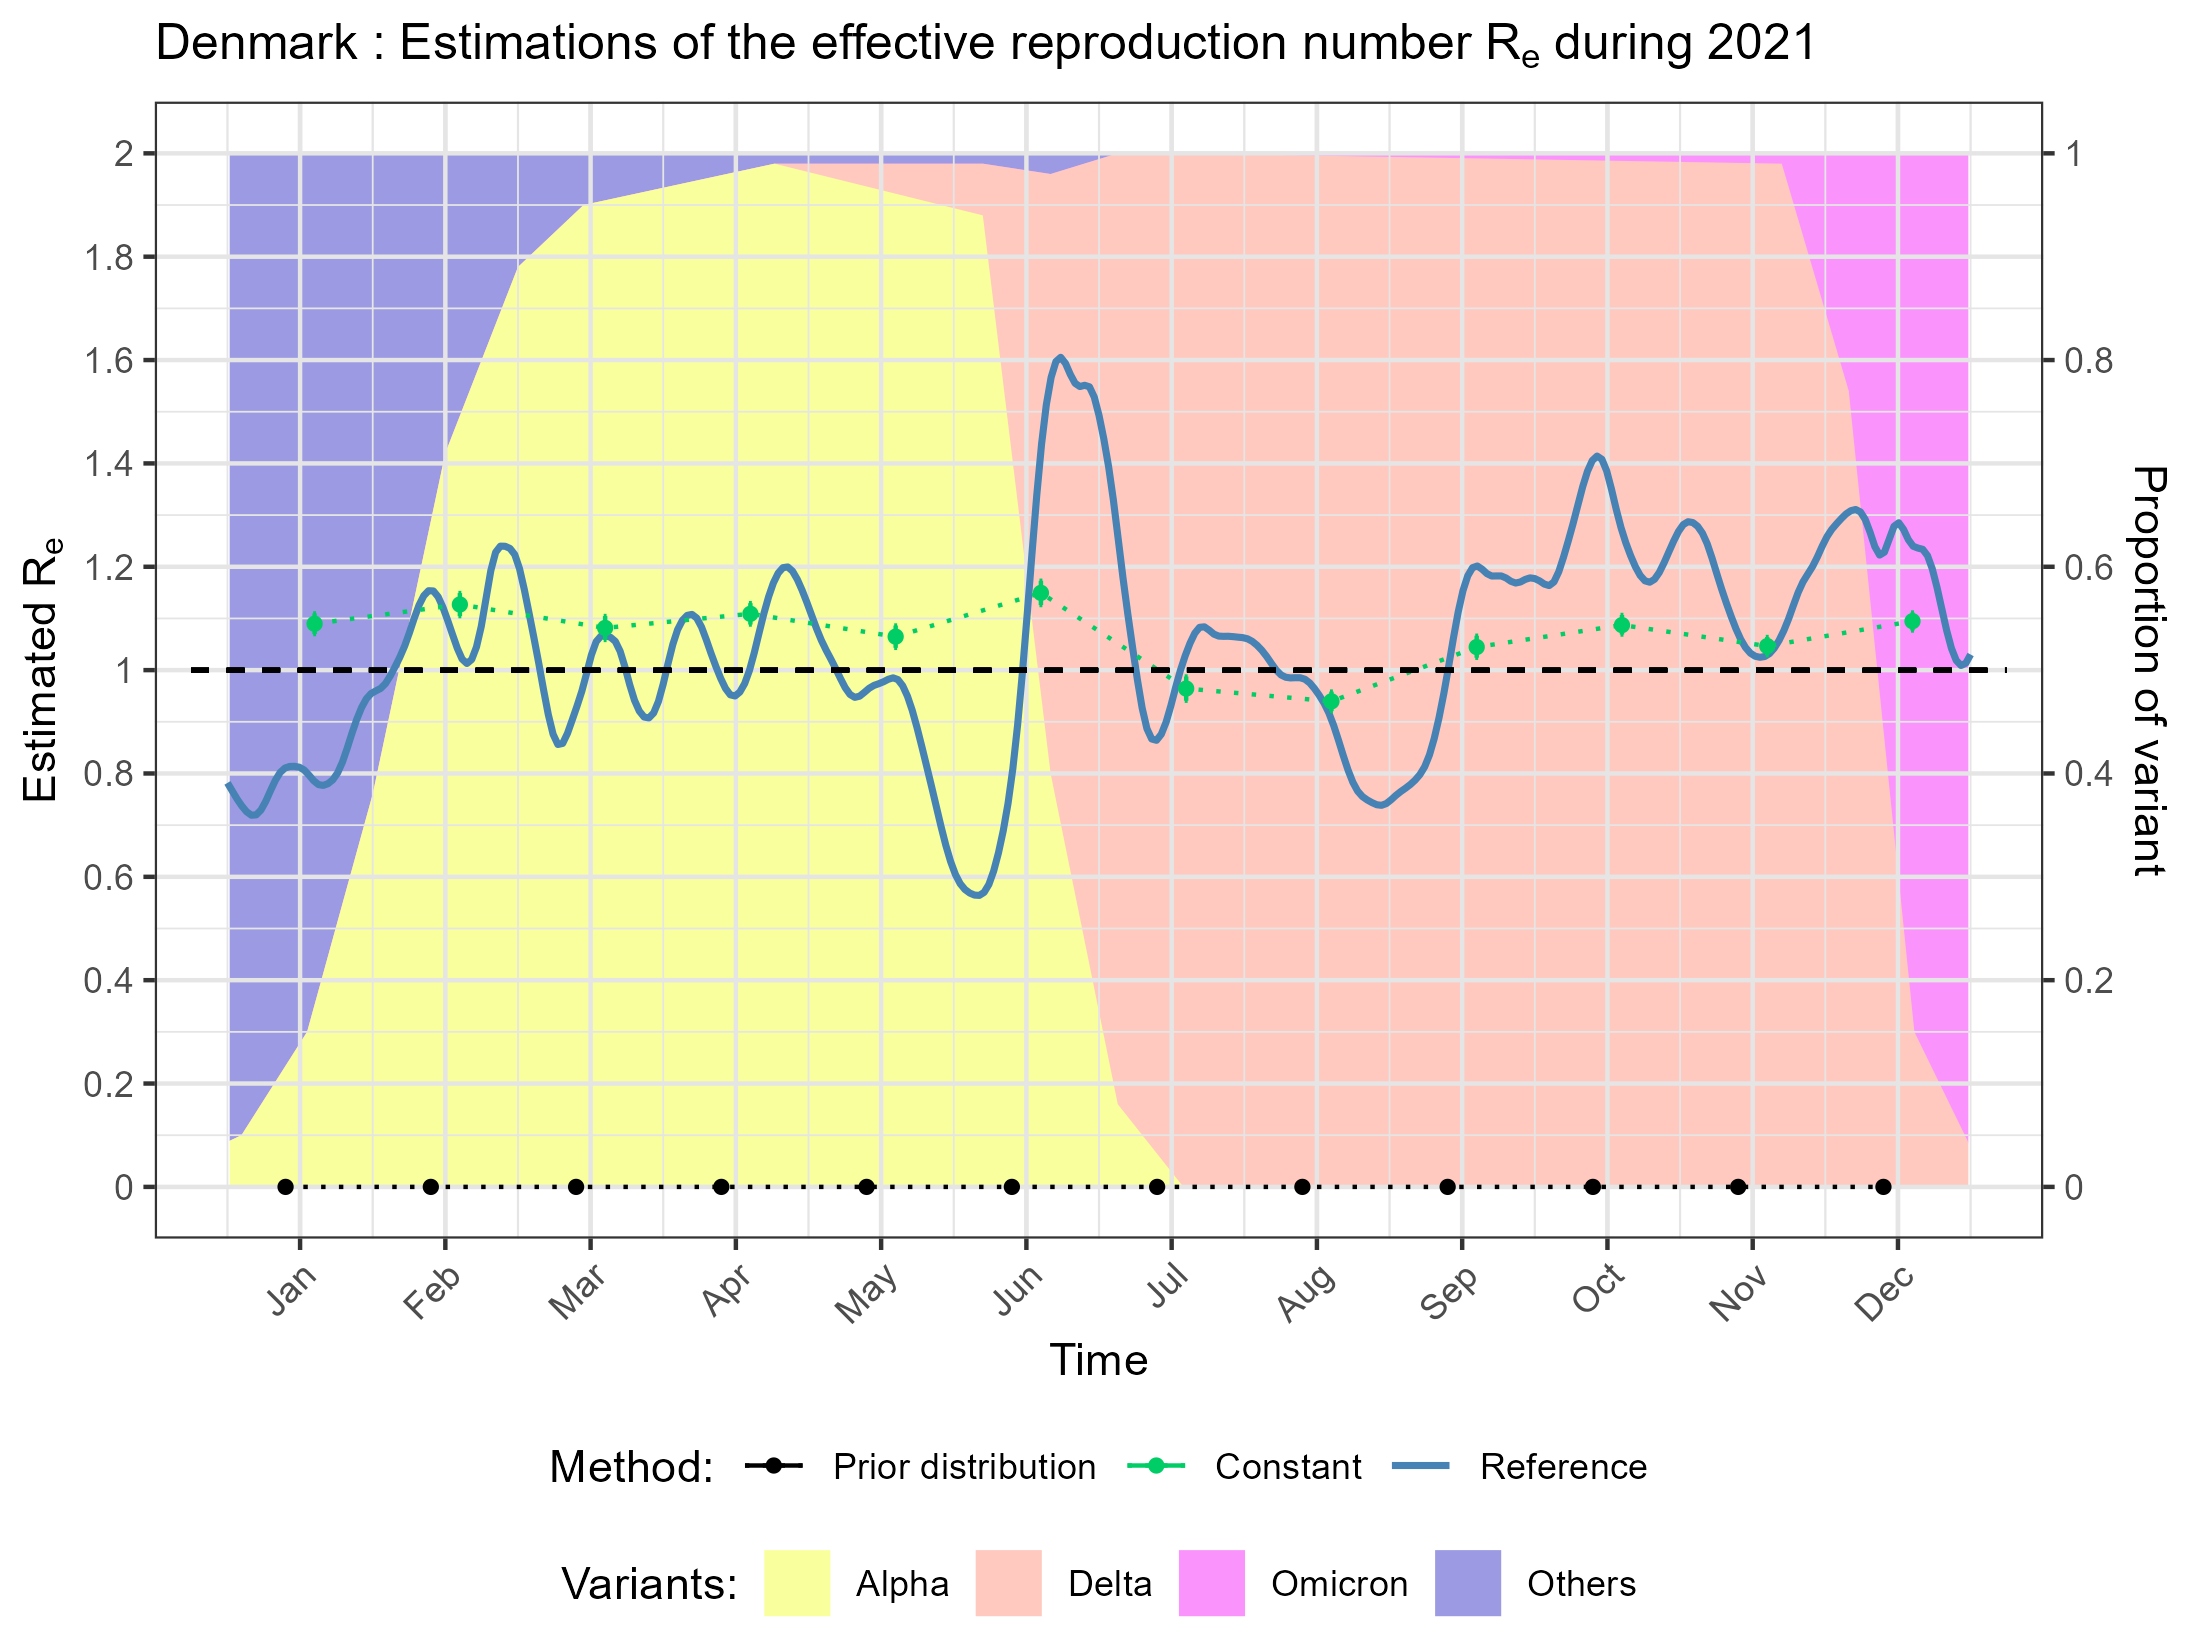 Denmark : Estimations of the effective reproduction number Re during 2021
Estimated Re
2
1.8
1.6
1.4
1.2
1
0.8
0.6
0.4
0.2
0
1
0.8
0.6
0.4
0.2
0
Proportion of variant
Jan Feb Mar Apr May Jun Jul Aug Sep Oct Nov Dec
Time
Method: Prior distribution Constant Reference
Variants: Alpha Delta Omicron Others